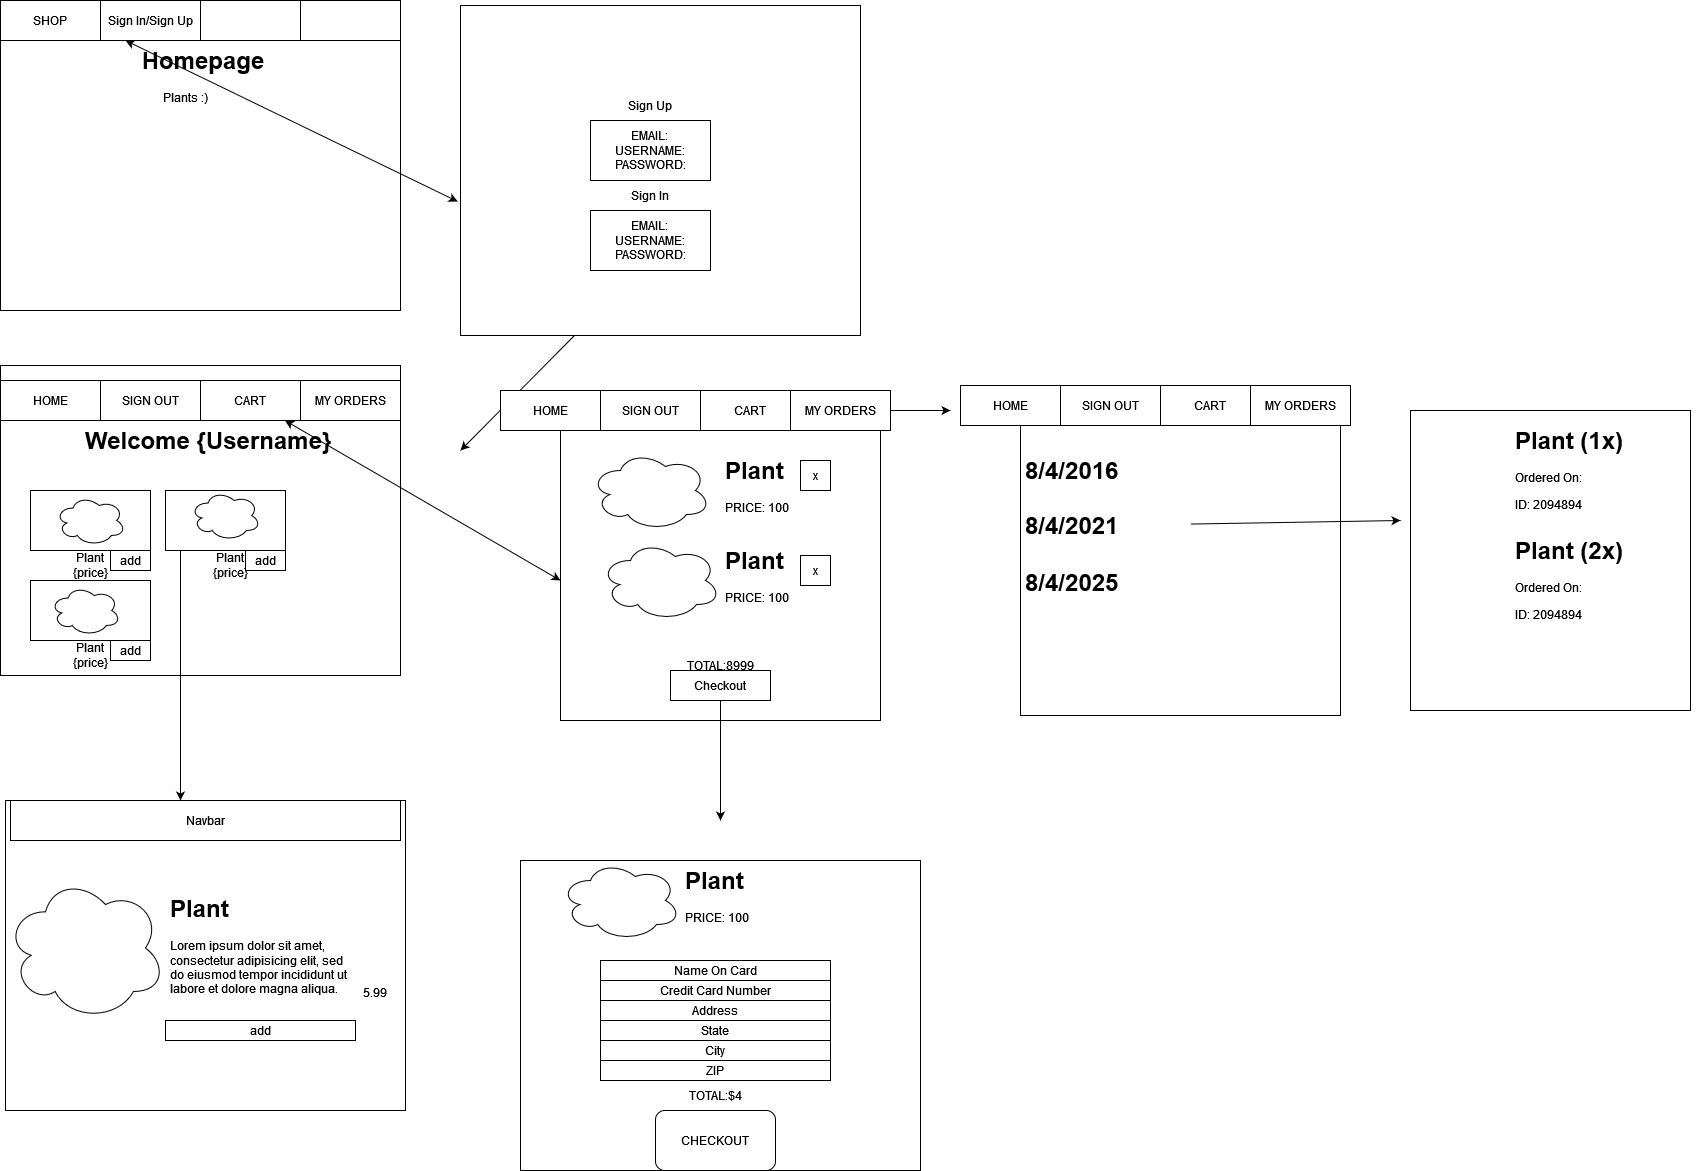 SHOP
Sign In/Sign Up
Homepage
Plants :)
Sign Up
EMAIL:
USERNAME:
PASSWORD:
Sign In
EMAIL:
USERNAME:
PASSWORD:
HOME
SIGN OUT
CART
MY ORDERS
Welcome {Username}
Plant
{price}
add
Plant
{price}
add
Plant
{price}
add
HOME
SIGN OUT
CART
MY ORDERS
Plant
x
PRICE: 100
Plant
x
PRICE: 100
TOTAL:8999
Checkout
HOME
SIGN OUT
CART
MY ORDERS
8/4/2016
8/4/2021
8/4/2025
Plant (1x)
Ordered On:
ID: 2094894
Plant (2x)
Ordered On:
ID: 2094894
Navbar
Plant
Lorem ipsum dolor sit amet,
consectetur adipisicing elit, sed
do eiusmod tempor incididunt ut
labore et dolore magna aliqua.
5.99
add
Plant
PRICE: 100
Name On Card
Credit Card Number
Address
State
City
ZIP
TOTAL:$4
CHECKOUT